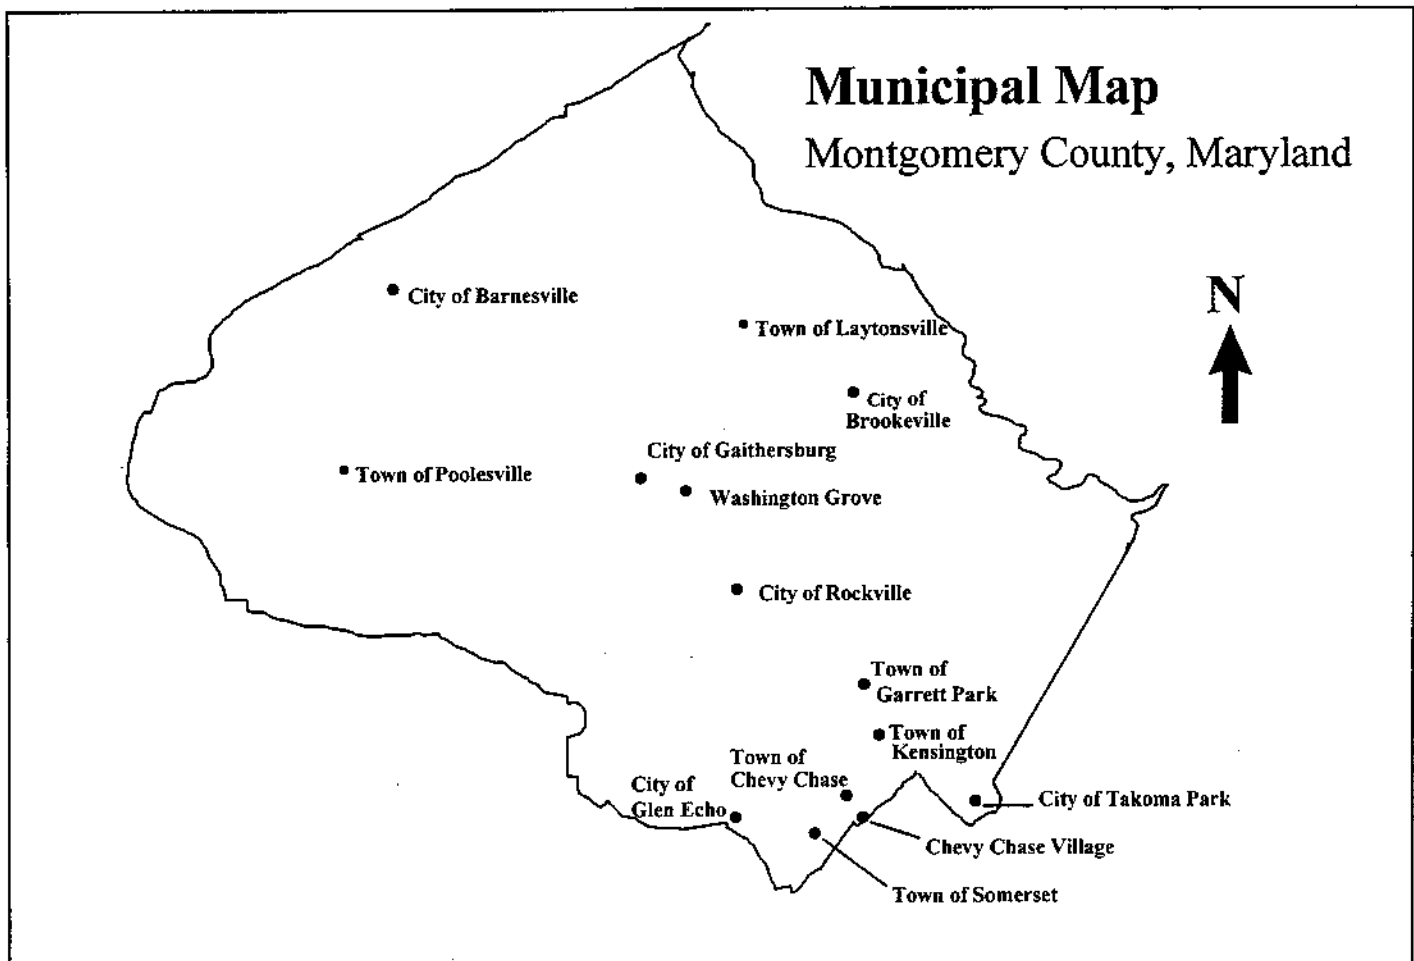 Municipal Map
Montgomery County, Maryland
N
City of Barnesville
Town of Laytonsville
City of
Brookeville
City of Gaithersburg
Town of Poolesville
Washington Grove
City of Rockville
Town of
Garrett Park
Town of
Kensington
Town of
Chevy Chase
City of
Glen Echo
City of Takoma Park
Chevy Chase Village
Town of Somerset